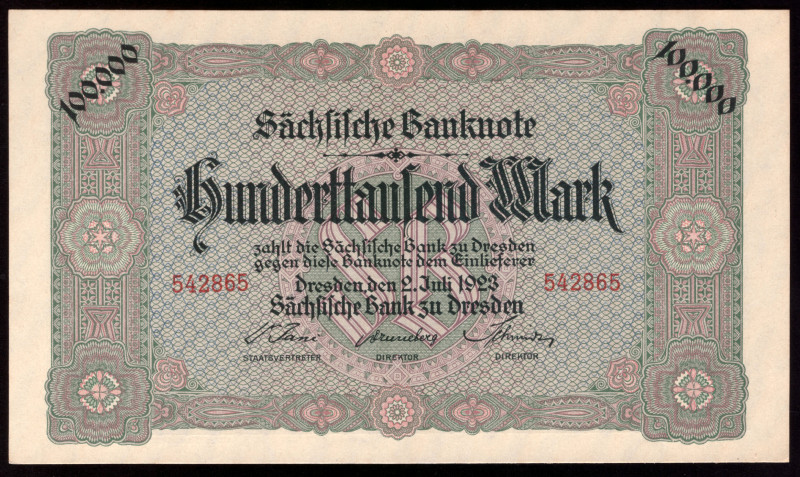 100.000
100.000
Sächsische Banknote
Hunderttausend Mark
zahlt die Sächsische Bank zu Dresden
gegen diese Banknote dem Einlieferer
542865
542865
Dresden den 2. Juli 1923
Sächsische Bank zu Dresden
STAATSVERTRETER
DIREKTOR
DIREKTOR